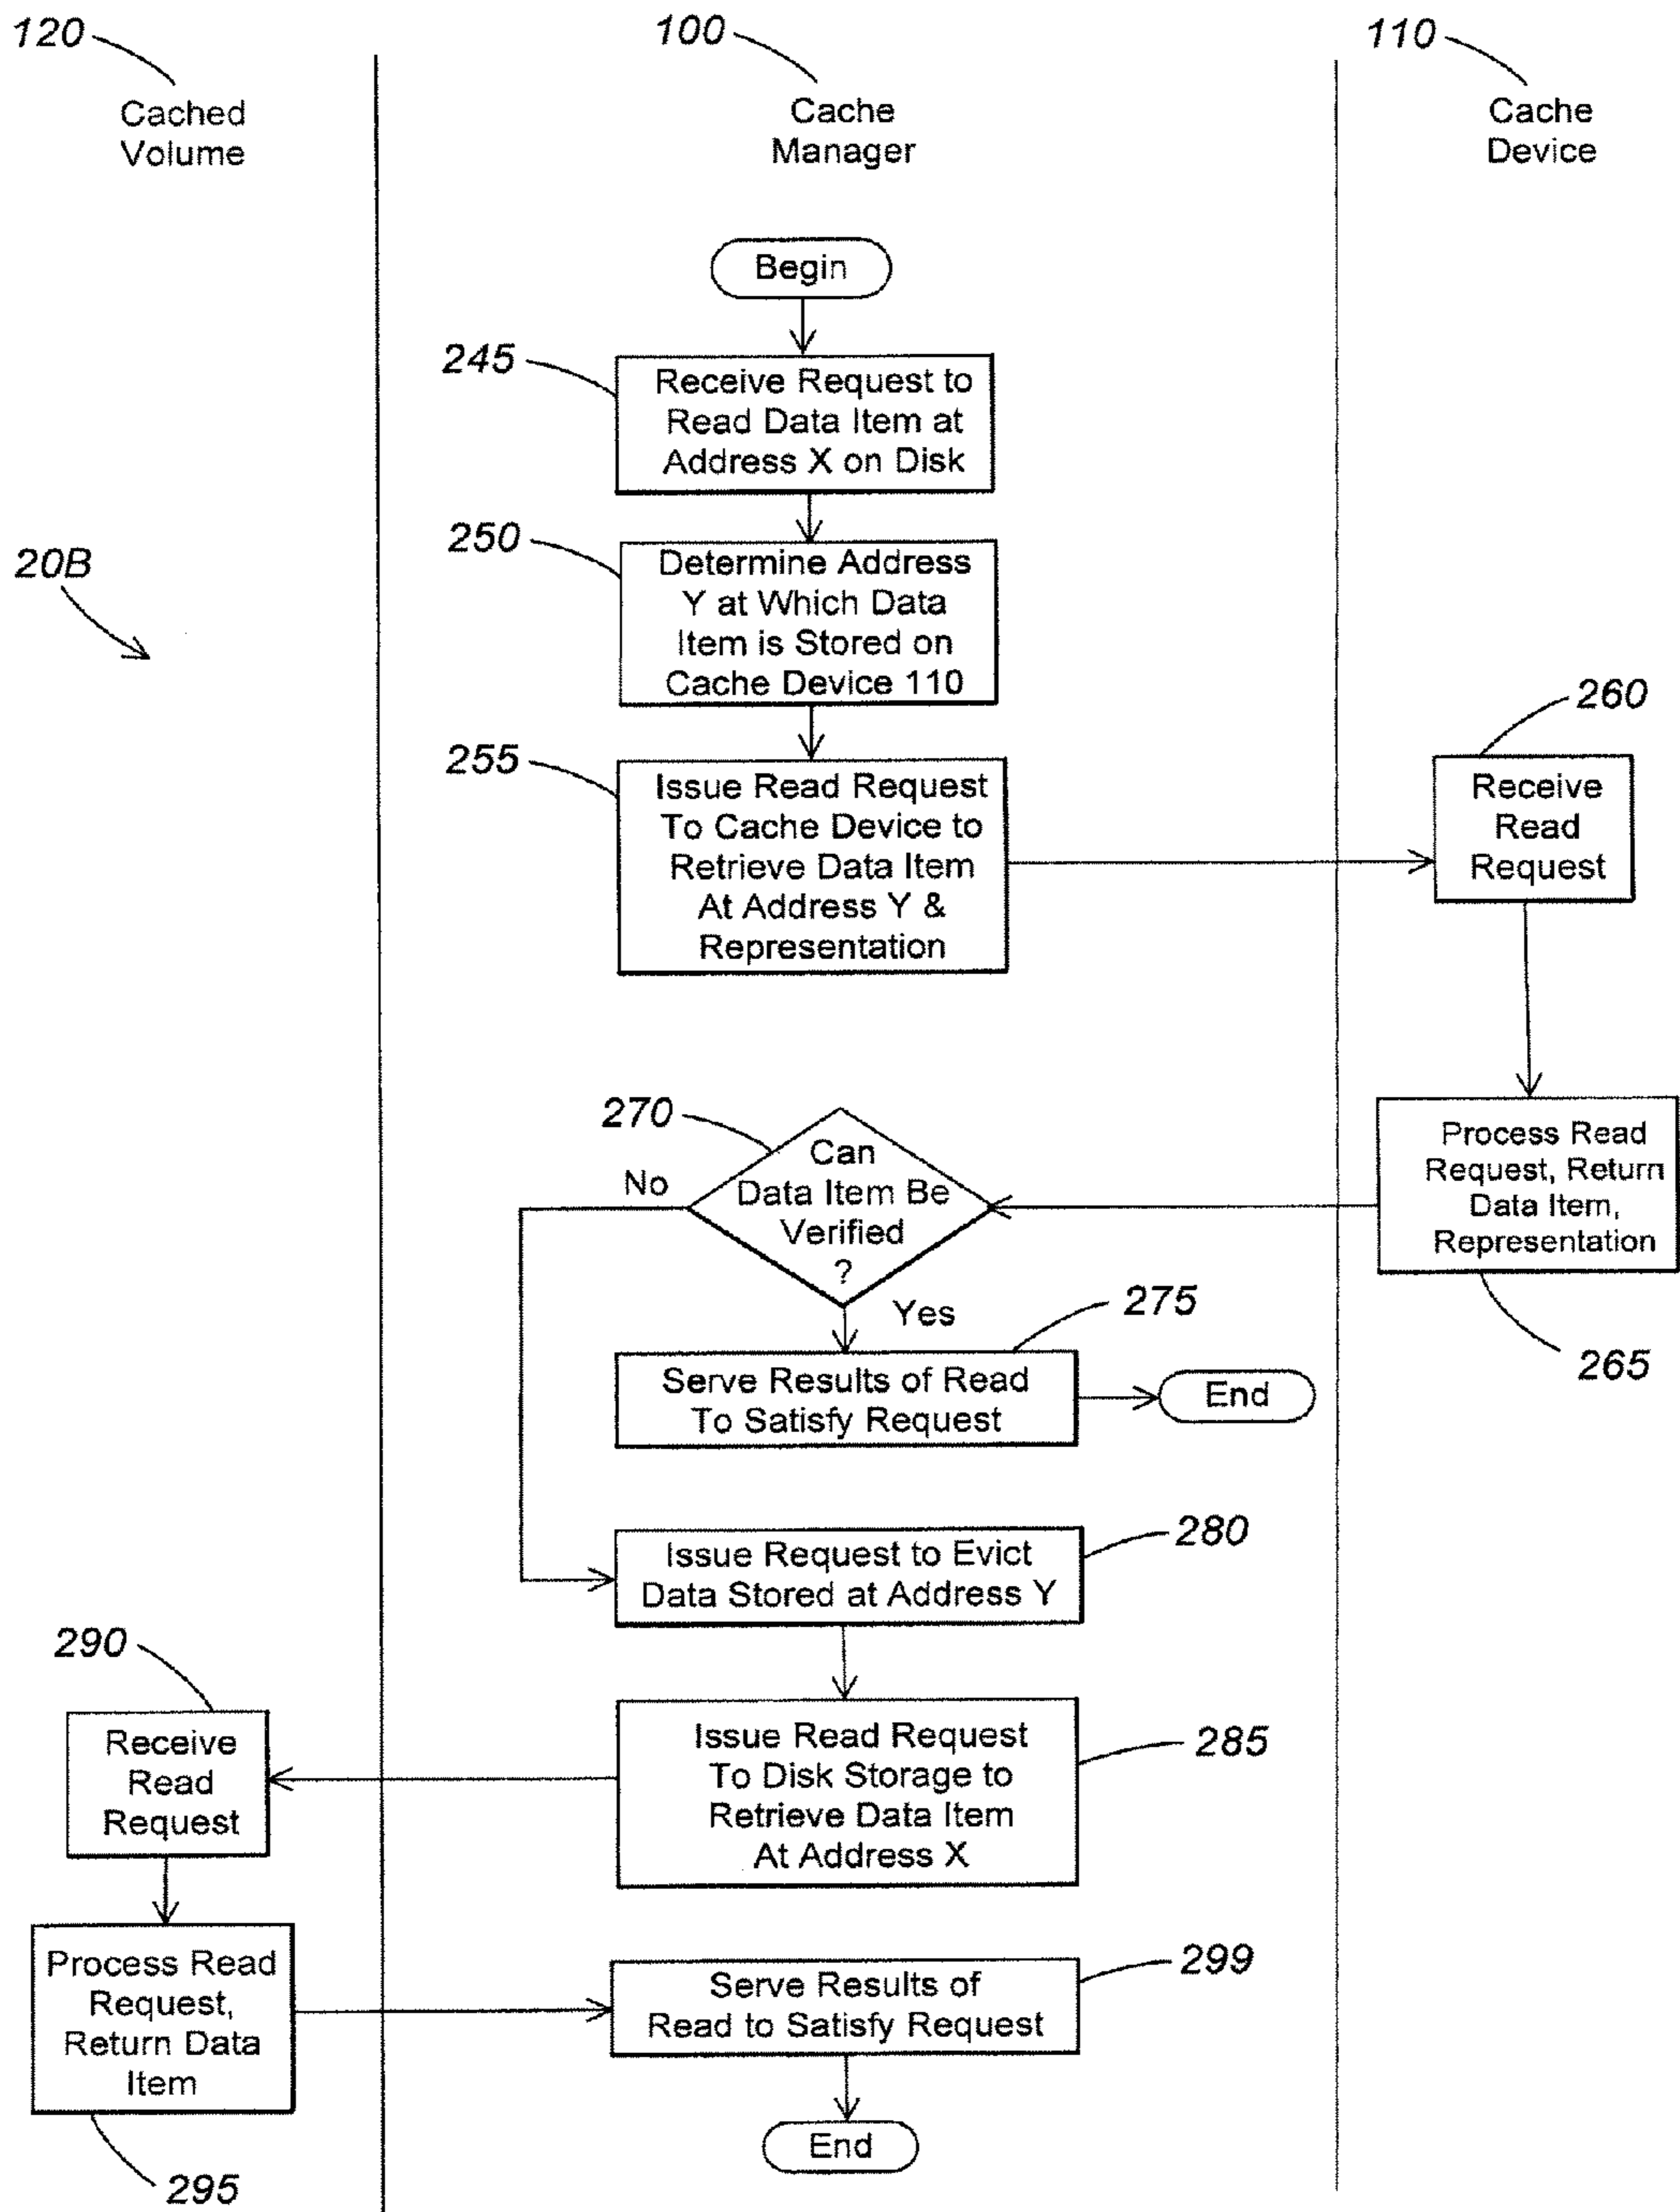 120
100
110
Cached
Volume
Cache
Manager
Cache
Device
Begin
245
Receive Request to
Read Data Item at
Address X on Disk
20B
250
Determine Address
Y at Which Data
Item is Stored on
Cache Device 110
255
Issue Read Request
To Cache Device to
Retrieve Data Item
At Address Y &
Representation
260
Receive
Read
Request
Process Read
Request, Return
Data Item,
Representation
265
270
Can
Data Item Be
Verified
?
No
Yes
275
Serve Results of Read
To Satisfy Request
End
280
Issue Request to Evict
Data Stored at Address Y
285
Issue Read Request
To Disk Storage to
Retrieve Data Item
At Address X
290
Receive
Read
Request
Process Read
Request,
Return Data
Item
295
299
Serve Results of
Read to Satisfy Request
End